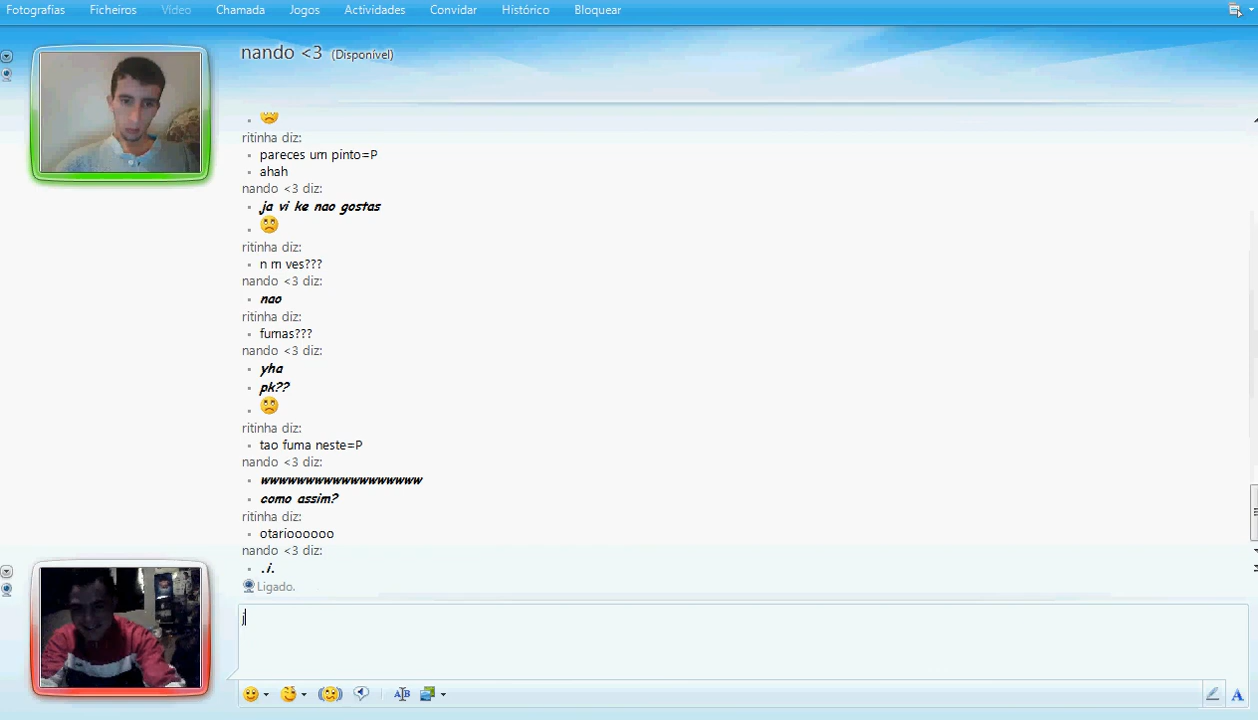 Fotografias Ficheiros Vídeo Chamada Jogos Actividades Convidar Histórico Bloquear
nando <3 (Disponível)
ritinha diz:
pareces um pinto=P
ahah
nando <3 diz:
ja vi ke nao gostas
ritinha diz:
n m ves???
nando <3 diz:
nao
ritinha diz:
fumas???
nando <3 diz:
yha
pk??
ritinha diz:
tao fuma neste=P
nando <3 diz:
wwwwwwwwwwwwwwwwww
como assim?
ritinha diz:
otarioooooo
nando <3 diz:
.i.
Ligado.
j